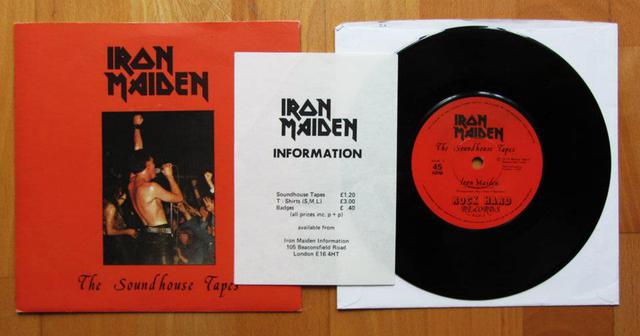 IRON
MAIDEN
The Soundhouse Tapes
IRON
MAIDEN
INFORMATION
Soundhouse Tapes £1.20
T - Shirts (S,M,L) £3.00
Badges £ .40
(all prices inc. p + p)
available from
Iron Maiden Information
105 Beaconsfield Road
London E16 4HT
IRON
MAIDEN
The Soundhouse Tapes
45
RPM
Iron Maiden
ROCK HARD
RECORDS